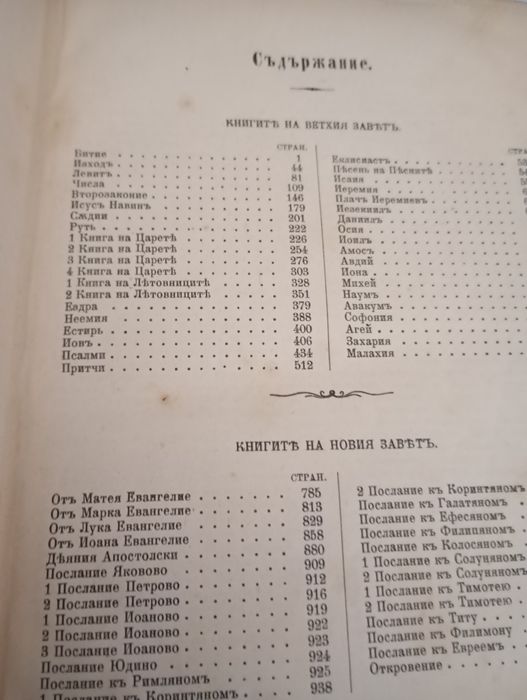 Съдържание.
КНИГИТѢ НА ВЕТХИЯ ЗАВѢТЪ.
СТРАН.
Битие . . . . . . . . . . . 1
Исходъ . . . . . . . . . . . 44
Левитъ . . . . . . . . . . . 81
Числа . . . . . . . . . . . 109
Второзаконие . . . . . . . . . 146
Исусъ Навинъ . . . . . . . . . 179
Сѫдии . . . . . . . . . . . 201
Руть . . . . . . . . . . . 222
1 Книга на Царетѣ . . . . . . . 226
2 Книга на Царетѣ . . . . . . . 254
3 Книга на Царетѣ . . . . . . . 276
4 Книга на Царетѣ . . . . . . . 303
1 Книга на Лѣтовницитѣ . . . . . 328
2 Книга на Лѣтовницитѣ . . . . . 351
Ездра . . . . . . . . . . . 379
Неемия . . . . . . . . . . . 388
Естирь . . . . . . . . . . . 400
Иовъ . . . . . . . . . . . 406
Псалми . . . . . . . . . . . 434
Притчи . . . . . . . . . . . 512
СТРА
Еклисиастъ . . . . . . . . .
Пѣсень на Пѣснитѣ . . . . . . .
Исаия . . . . . . . . . . .
Иеремия . . . . . . . . . .
Плачъ Иеремиевъ . . . . . . . .
Иезекиилъ . . . . . . . . . .
Даниилъ . . . . . . . . . .
Осия . . . . . . . . . . .
Иоилъ . . . . . . . . . . .
Амосъ . . . . . . . . . . .
Авдий . . . . . . . . . . .
Иона . . . . . . . . . . .
Михей . . . . . . . . . . .
Наумъ . . . . . . . . . . .
Авакумъ . . . . . . . . . .
Софония . . . . . . . . . .
Агей . . . . . . . . . . .
Захария . . . . . . . . . .
Малахия . . . . . . . . . .
КНИГИТѢ НА НОВИЯ ЗАВѢТЪ.
СТРАН.
Отъ Матея Евангелие . . . . . . 785
Отъ Марка Евангелие . . . . . . 813
Отъ Лука Евангелие . . . . . . 829
Отъ Иоана Евангелие . . . . . . 858
Дѣяния Апостолски . . . . . . . 880
Послание Яковово . . . . . . . 909
1 Послание Петрово . . . . . . 912
2 Послание Петрово . . . . . . 916
1 Послание Иоаново . . . . . . 919
2 Послание Иоаново . . . . . . 922
3 Послание Иоаново . . . . . . 923
Послание Юдино . . . . . . . 924
Послание къ Римляномъ . . . . . 925
1 Послание къ Коринтяномъ . . . . 938
2 Послание къ Коринтяномъ
Послание къ Галатяномъ .
Послание къ Ефесяномъ .
Послание къ Филипяномъ .
Послание къ Колосяномъ .
1 Послание къ Солуняномъ
2 Послание къ Солуняномъ
1 Послание къ Тимотею .
2 Послание къ Тимотею .
Послание къ Титу . . .
Послание къ Филимону .
Послание къ Евреемъ . .
Откровение . . . . .